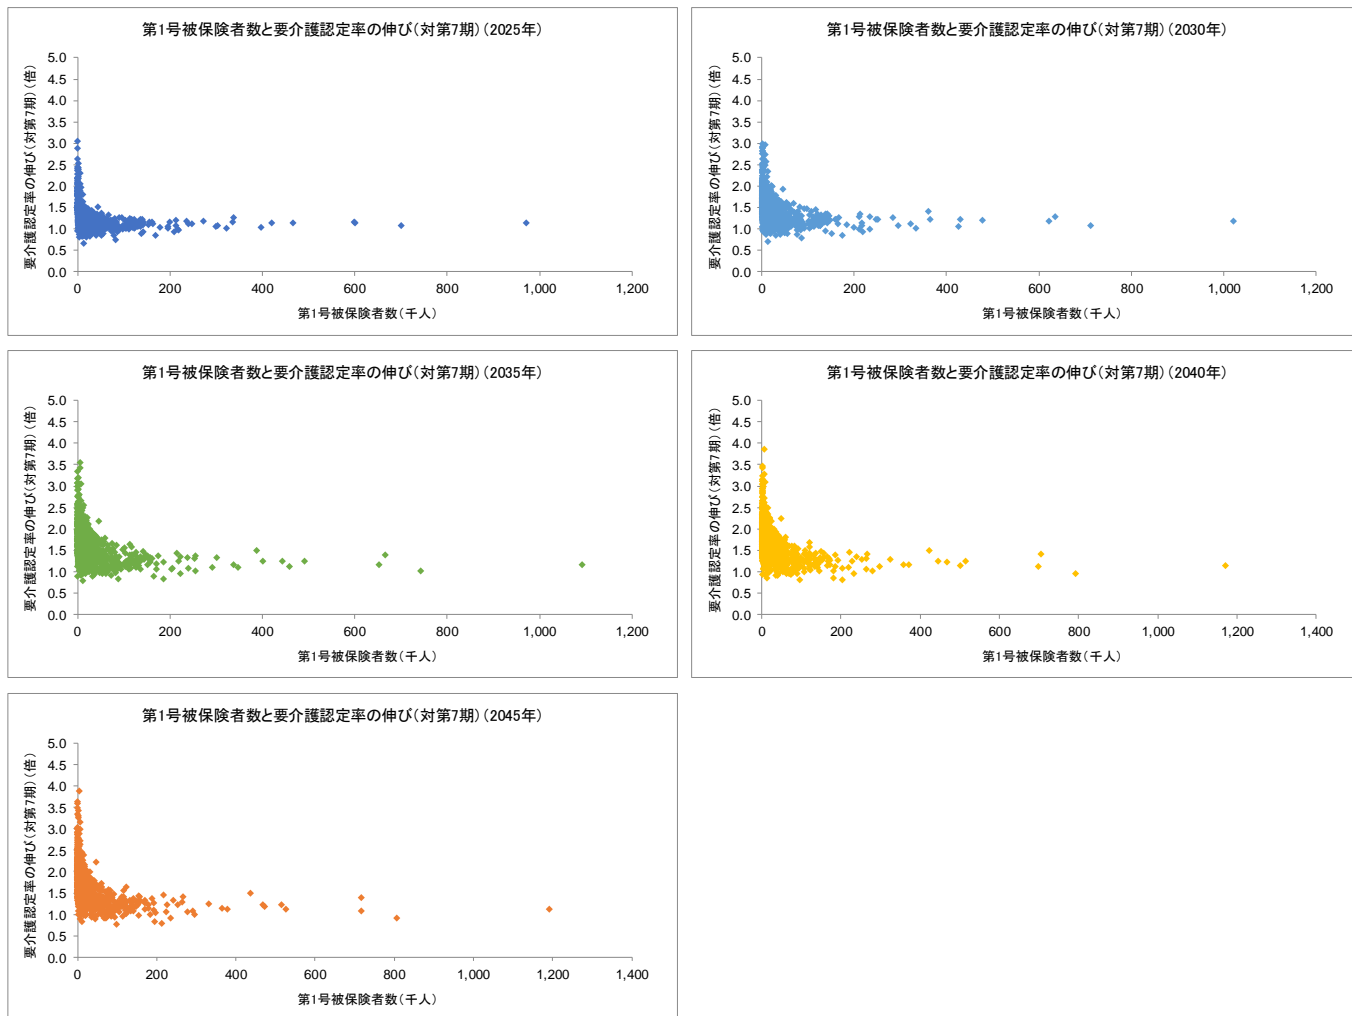 第1号被保険者数と要介護認定率の伸び(対第7期)(2025年)
要介護認定率の伸び(対第7期)(倍)
5.0
4.5
4.0
3.5
3.0
2.5
2.0
1.5
1.0
0.5
0.0
0 200 400 600 800 1,000 1,200
第1号被保険者数(千人)
第1号被保険者数と要介護認定率の伸び(対第7期)(2030年)
要介護認定率の伸び(対第7期)(倍)
5.0
4.5
4.0
3.5
3.0
2.5
2.0
1.5
1.0
0.5
0.0
0 200 400 600 800 1,000 1,200
第1号被保険者数(千人)
第1号被保険者数と要介護認定率の伸び(対第7期)(2035年)
要介護認定率の伸び(対第7期)(倍)
5.0
4.5
4.0
3.5
3.0
2.5
2.0
1.5
1.0
0.5
0.0
0 200 400 600 800 1,000 1,200
第1号被保険者数(千人)
第1号被保険者数と要介護認定率の伸び(対第7期)(2040年)
要介護認定率の伸び(対第7期)(倍)
5.0
4.5
4.0
3.5
3.0
2.5
2.0
1.5
1.0
0.5
0.0
0 200 400 600 800 1,000 1,200 1,400
第1号被保険者数(千人)
第1号被保険者数と要介護認定率の伸び(対第7期)(2045年)
要介護認定率の伸び(対第7期)(倍)
5.0
4.5
4.0
3.5
3.0
2.5
2.0
1.5
1.0
0.5
0.0
0 200 400 600 800 1,000 1,200 1,400
第1号被保険者数(千人)